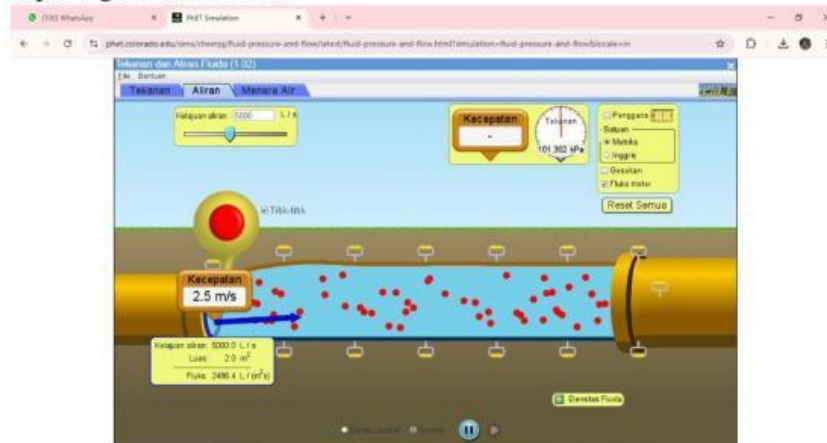 (100) WhatsApp
PhET Simulation
phet.colorado.edu/sims/cheerpj/fluid-pressure-and-flow/latest/fluid-pressure-and-flow.html?simulation=fluid-pressure-and-flow&locale=in
Tekanan dan Aliran Fluida (1.02)
File Bantuan
Tekanan Aliran Menara Air
Kelajuan aliran 5000 L / s
Kecepatan
-
Tekanan
101.302 kPa
Penggaris
Satuan
Metriks
Inggris
Gesekan
Fluks meter
Reset Semua
Titik-titik
Kecepatan
2.5 m/s
Kelajuan aliran: 5000.0 L / s
Luas: 2.0 m²
Fluks: 2498.4 L / (m²s)
Densitas Fluida